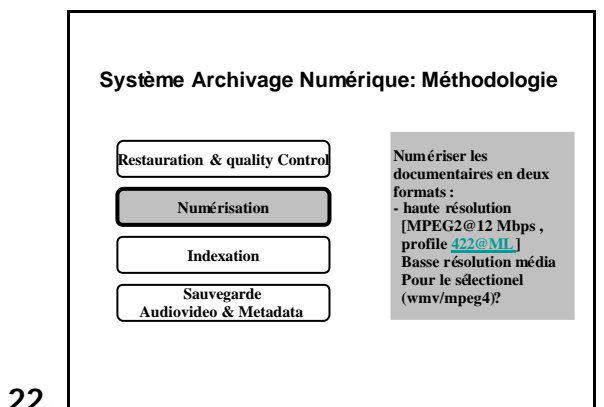 Système Archivage Numérique: Méthodologie
Restauration & quality Control
Numérisation
Indexation
Sauvegarde
Audiovideo & Metadata
Numériser les
documentaires en deux
formats :
- haute résolution
[MPEG2@12 Mbps ,
profile 422@ML ]
Basse résolution média
Pour le sélectionel
(wmv/mpeg4)?
22